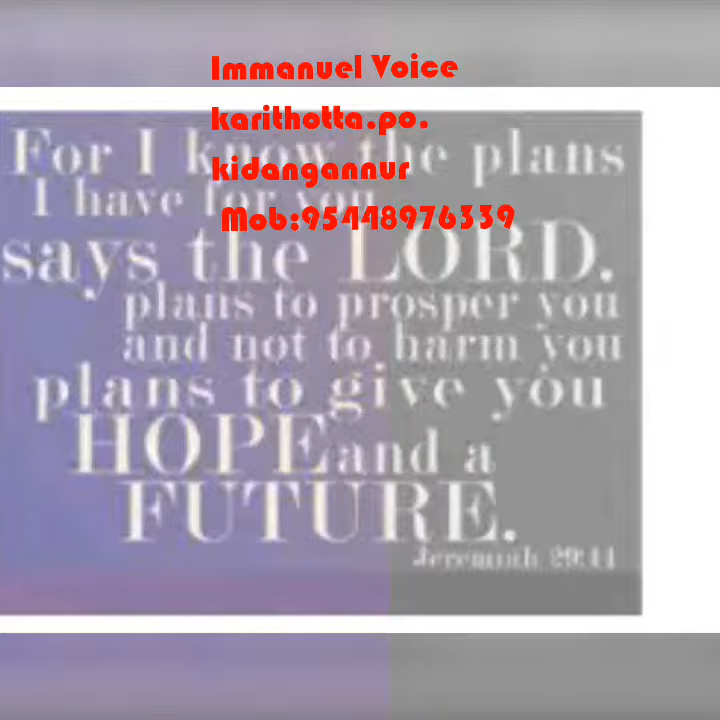 Immanuel Voice
karithotta.po.
For I know the plans
kidangannur
I have for you
Mob:95448976339
says the LORD.
plans to prosper you
and not to harm you
plans to give you
HOPE and a
FUTURE.
Jeremiah 29:11